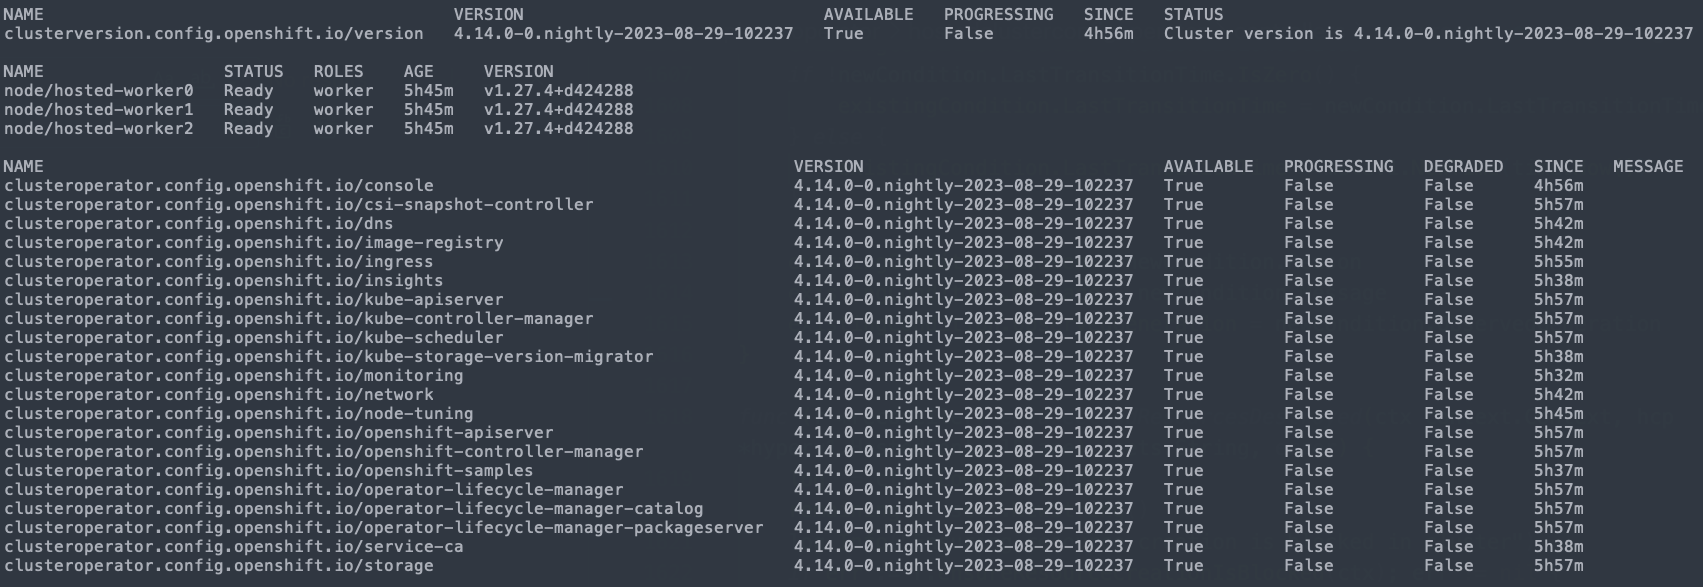 NAME                                       VERSION                              AVAILABLE   PROGRESSING   SINCE   STATUS
clusterversion.config.openshift.io/version   4.14.0-0.nightly-2023-08-29-102237   True        False         4h56m   Cluster version is 4.14.0-0.nightly-2023-08-29-102237
NAME                  STATUS   ROLES    AGE     VERSION
node/hosted-worker0   Ready    worker   5h45m   v1.27.4+d424288
node/hosted-worker1   Ready    worker   5h45m   v1.27.4+d424288
node/hosted-worker2   Ready    worker   5h45m   v1.27.4+d424288
NAME   VERSION   AVAILABLE   PROGRESSING   DEGRADED   SINCE   MESSAGE
clusteroperator.config.openshift.io/console   4.14.0-0.nightly-2023-08-29-102237   True   False   False   4h56m
clusteroperator.config.openshift.io/csi-snapshot-controller   4.14.0-0.nightly-2023-08-29-102237   True   False   False   5h57m
clusteroperator.config.openshift.io/dns   4.14.0-0.nightly-2023-08-29-102237   True   False   False   5h42m
clusteroperator.config.openshift.io/image-registry   4.14.0-0.nightly-2023-08-29-102237   True   False   False   5h42m
clusteroperator.config.openshift.io/ingress   4.14.0-0.nightly-2023-08-29-102237   True   False   False   5h55m
clusteroperator.config.openshift.io/insights   4.14.0-0.nightly-2023-08-29-102237   True   False   False   5h38m
clusteroperator.config.openshift.io/kube-apiserver   4.14.0-0.nightly-2023-08-29-102237   True   False   False   5h57m
clusteroperator.config.openshift.io/kube-controller-manager   4.14.0-0.nightly-2023-08-29-102237   True   False   False   5h57m
clusteroperator.config.openshift.io/kube-scheduler   4.14.0-0.nightly-2023-08-29-102237   True   False   False   5h57m
clusteroperator.config.openshift.io/kube-storage-version-migrator   4.14.0-0.nightly-2023-08-29-102237   True   False   False   5h38m
clusteroperator.config.openshift.io/monitoring   4.14.0-0.nightly-2023-08-29-102237   True   False   False   5h32m
clusteroperator.config.openshift.io/network   4.14.0-0.nightly-2023-08-29-102237   True   False   False   5h42m
clusteroperator.config.openshift.io/node-tuning   4.14.0-0.nightly-2023-08-29-102237   True   False   False   5h45m
clusteroperator.config.openshift.io/openshift-apiserver   4.14.0-0.nightly-2023-08-29-102237   True   False   False   5h57m
clusteroperator.config.openshift.io/openshift-controller-manager   4.14.0-0.nightly-2023-08-29-102237   True   False   False   5h57m
clusteroperator.config.openshift.io/openshift-samples   4.14.0-0.nightly-2023-08-29-102237   True   False   False   5h37m
clusteroperator.config.openshift.io/operator-lifecycle-manager   4.14.0-0.nightly-2023-08-29-102237   True   False   False   5h57m
clusteroperator.config.openshift.io/operator-lifecycle-manager-catalog   4.14.0-0.nightly-2023-08-29-102237   True   False   False   5h57m
clusteroperator.config.openshift.io/operator-lifecycle-manager-packageserver   4.14.0-0.nightly-2023-08-29-102237   True   False   False   5h57m
clusteroperator.config.openshift.io/service-ca   4.14.0-0.nightly-2023-08-29-102237   True   False   False   5h38m
clusteroperator.config.openshift.io/storage   4.14.0-0.nightly-2023-08-29-102237   True   False   False   5h57m